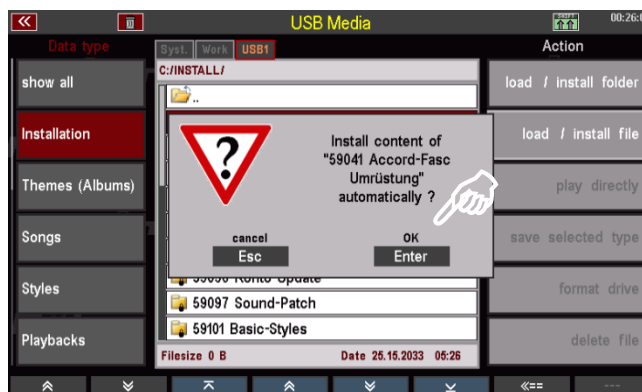 USB Media
00:26:
Data type
Syst. Work USB1
Action
C:/INSTALL/
show all
..
load / install folder
Installation
Install content of
"59041 Accord-Fasc
Umrüstung"
automatically ?
load / install file
Themes (Albums)
play directly
Songs
cancel
OK
Esc
Enter
save selected type
Styles
59097 Sound-Patch
format drive
Playbacks
59101 Basic-Styles
delete file
Filesize 0 B
Date 25.15.2033 05:26